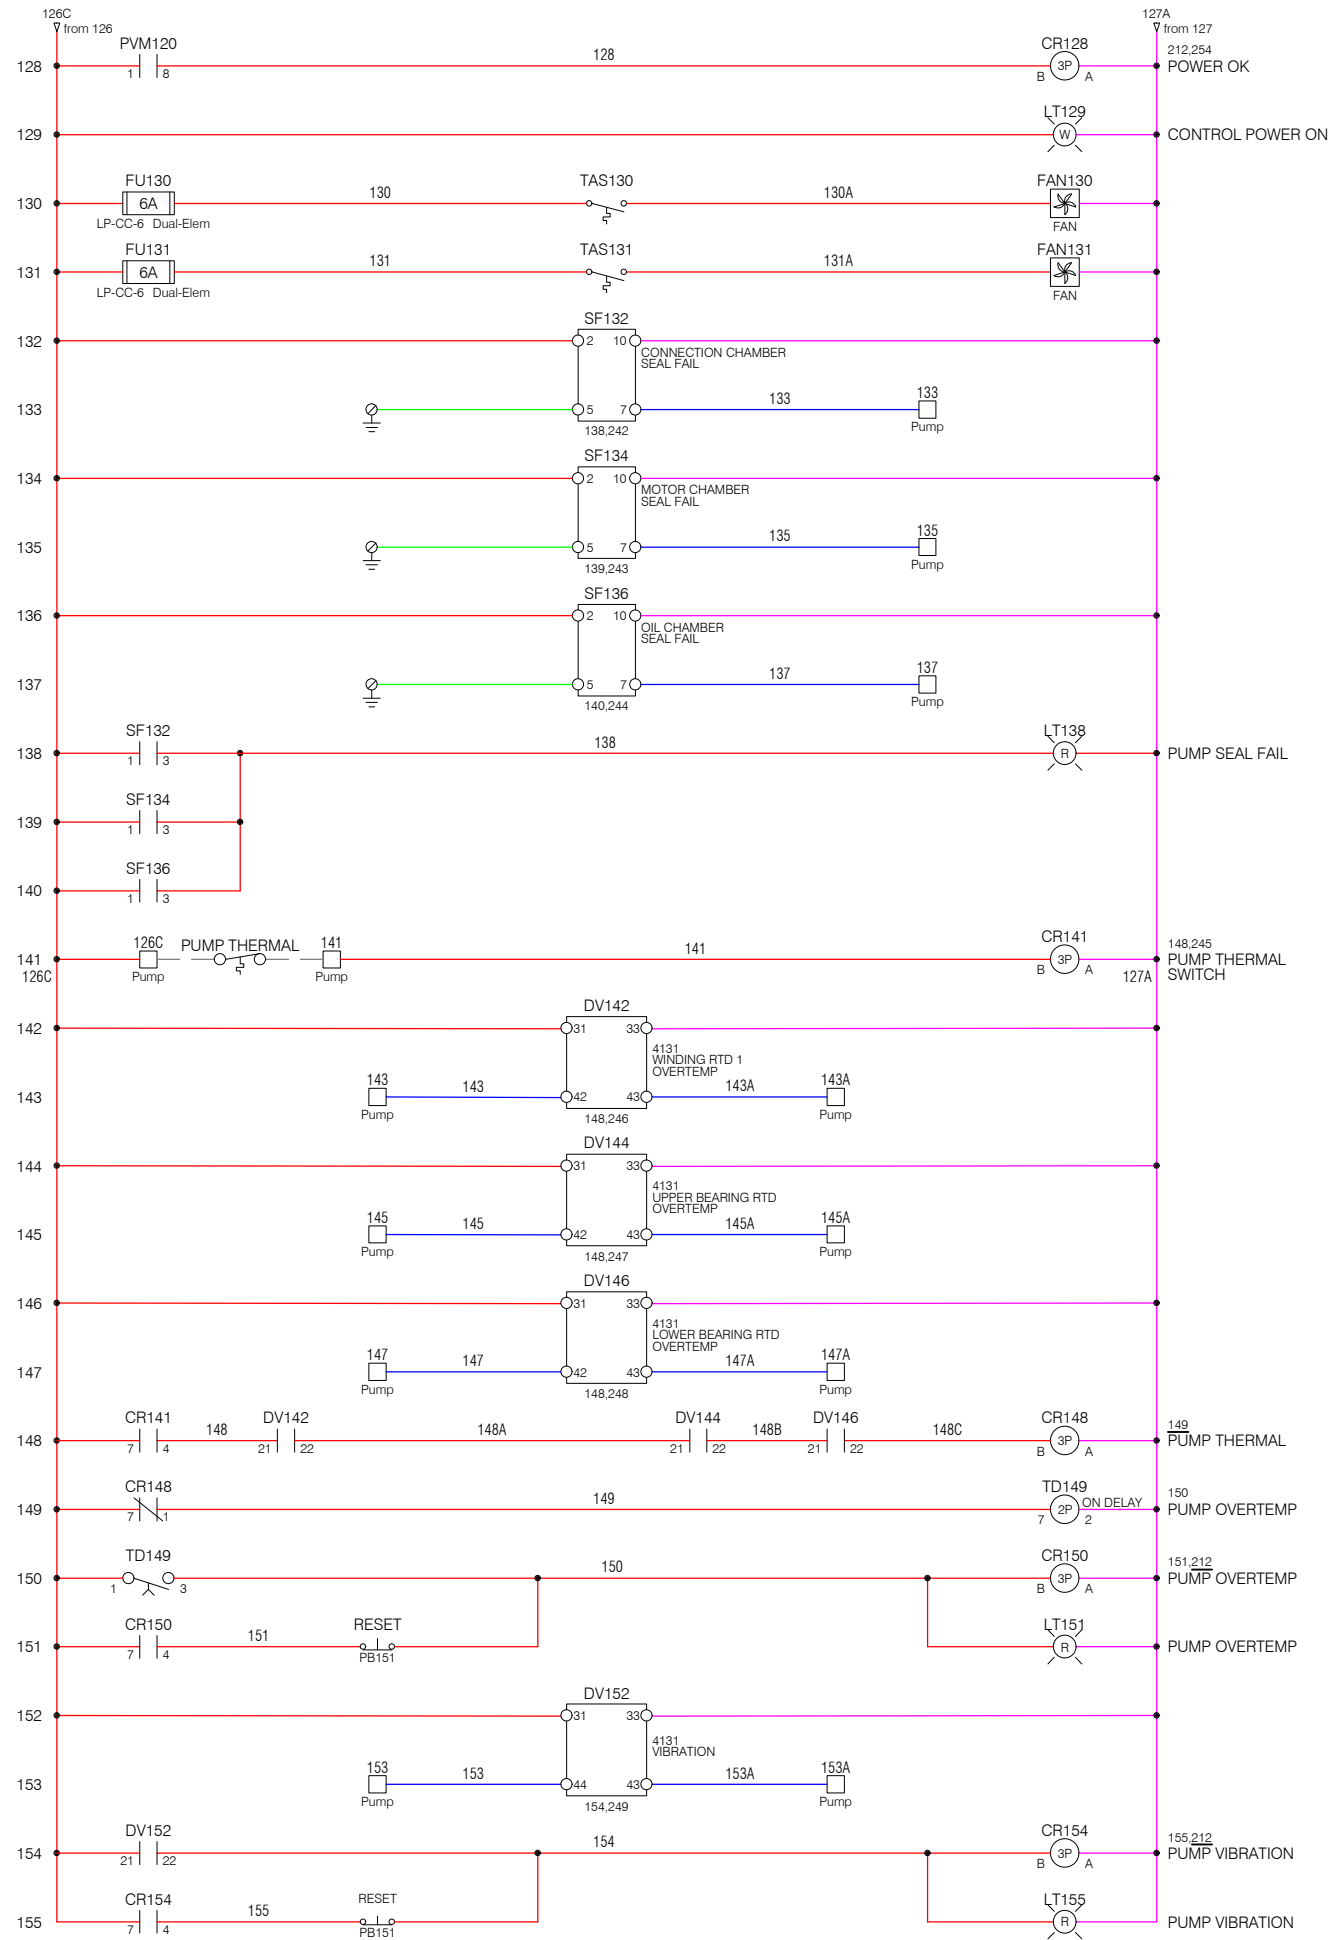 126C
from 126
127A
from 127
PVM120
128
CR128
212,254
128
1 8
B 3P A
POWER OK
LT129
129
W
CONTROL POWER ON
FU130
130
TAS130
130A
FAN130
130
6A
LP-CC-6 Dual-Elem
FAN
FU131
131
TAS131
131A
FAN131
131
6A
LP-CC-6 Dual-Elem
FAN
SF132
132
2 10
CONNECTION CHAMBER
SEAL FAIL
133
133
133
5 7
Pump
138,242
SF134
134
2 10
MOTOR CHAMBER
SEAL FAIL
135
135
135
5 7
Pump
139,243
SF136
136
2 10
OIL CHAMBER
SEAL FAIL
137
137
137
5 7
Pump
140,244
SF132
138
LT138
138
1 3
R
PUMP SEAL FAIL
SF134
139
1 3
SF136
140
1 3
126C
PUMP THERMAL
141
141
CR141
148,245
141
126C
Pump
Pump
B 3P A
127A
PUMP THERMAL
SWITCH
DV142
142
31 33
4131
WINDING RTD 1
OVERTEMP
143
143
143A
143A
143
Pump
42 43
Pump
148,246
DV144
144
31 33
4131
UPPER BEARING RTD
OVERTEMP
145
145
145A
145A
145
Pump
42 43
Pump
148,247
DV146
146
31 33
4131
LOWER BEARING RTD
OVERTEMP
147
147
147A
147A
147
Pump
42 43
Pump
148,248
CR141
148
DV142
148A
DV144
148B
DV146
148C
CR148
149
148
7 4
21 22
21 22
21 22
B 3P A
PUMP THERMAL
CR148
149
TD149
150
149
7 1
7 2P 2
ON DELAY
PUMP OVERTEMP
TD149
150
CR150
151,212
150
1 3
B 3P A
PUMP OVERTEMP
CR150
151
RESET
LT151
151
7 4
PB151
R
PUMP OVERTEMP
DV152
152
31 33
4131
VIBRATION
153
153
153A
153A
153
Pump
44 43
Pump
154,249
DV152
154
CR154
155,212
154
21 22
B 3P A
PUMP VIBRATION
CR154
155
RESET
LT155
155
7 4
PB151
R
PUMP VIBRATION